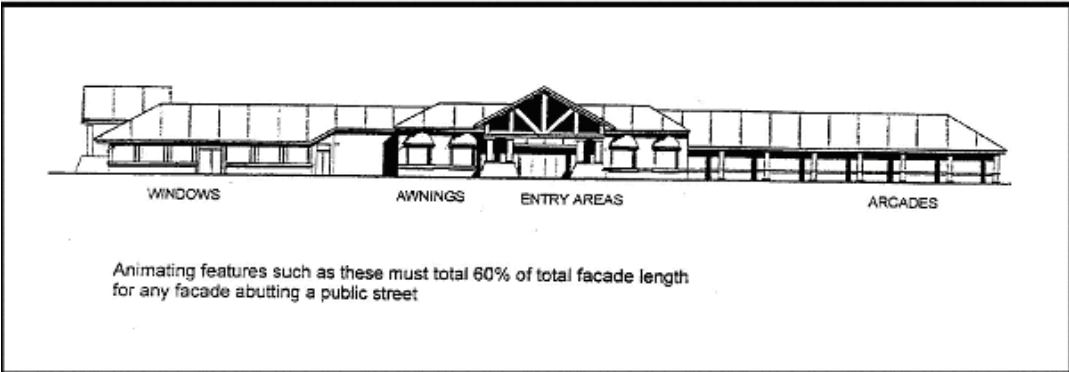 WINDOWS AWNINGS ENTRY AREAS ARCADES
Animating features such as these must total 60% of total facade length
for any facade abutting a public street